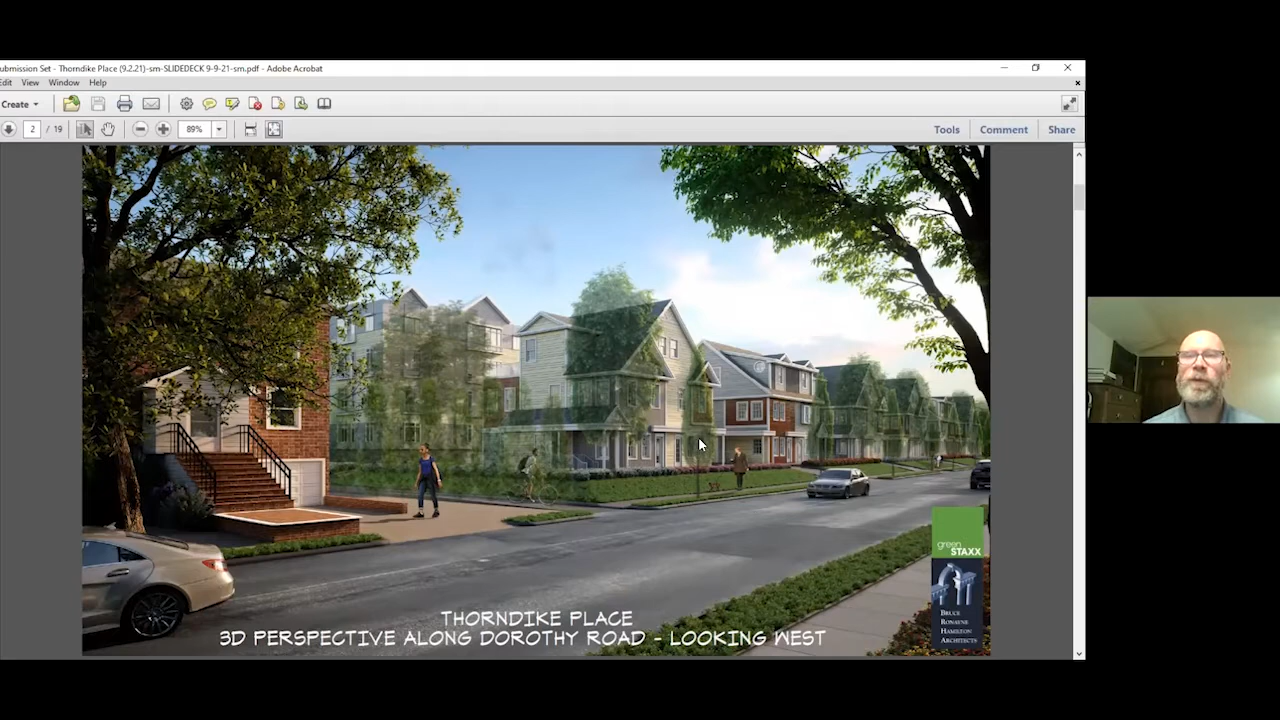 ubmission Set - Thorndike Place (9.2.21)-sm-SLIDEDECK 9-9-21-sm.pdf - Adobe Acrobat
Edit View Window Help
Create
2 / 19 89% Tools Comment Share
green
STAXX
BRUCE
RONAYNE
HAMILTON
ARCHITECTS
THORNDIKE PLACE
3D PERSPECTIVE ALONG DOROTHY ROAD - LOOKING WEST